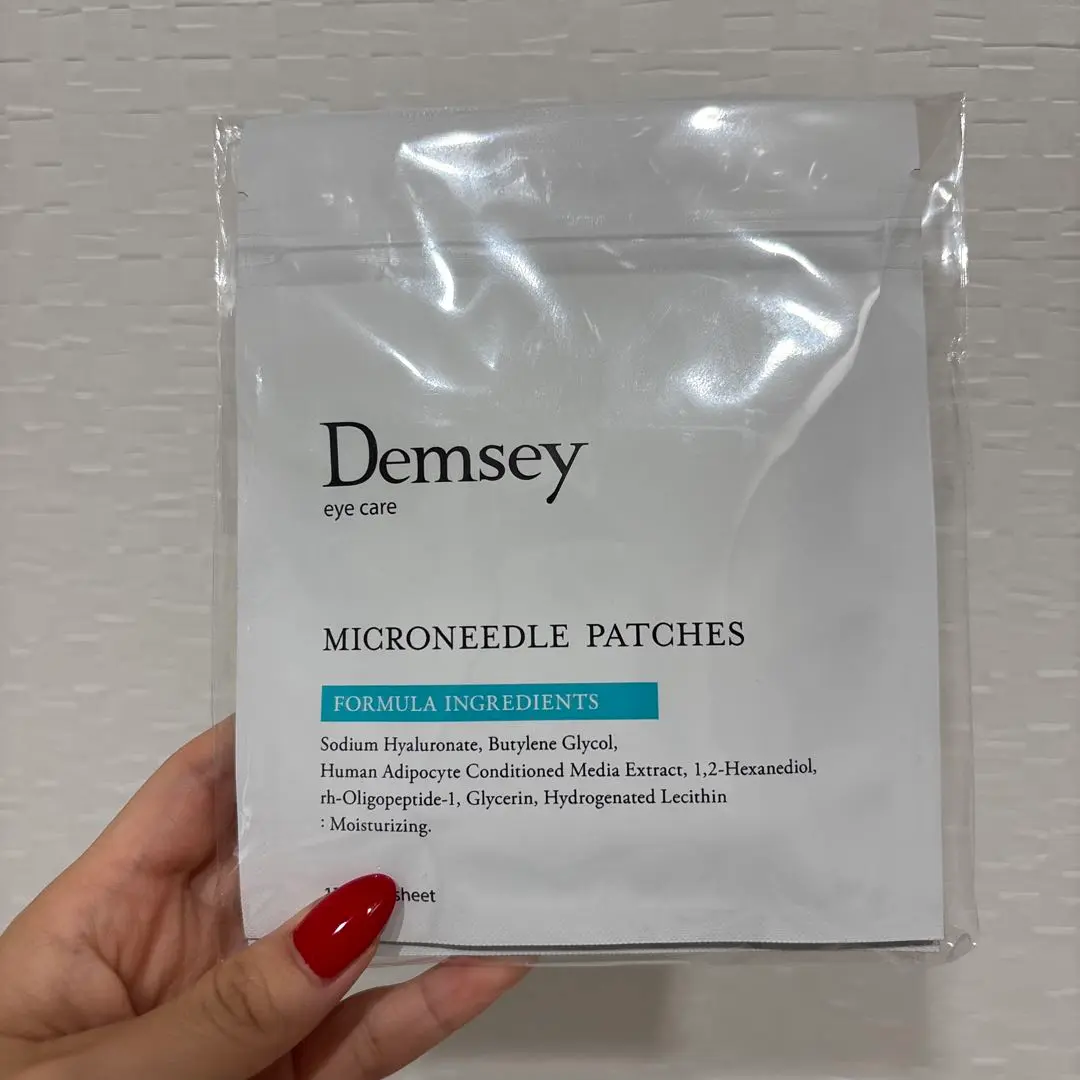 Demsey
eye care
MICRONEEDLE PATCHES
FORMULA INGREDIENTS
Sodium Hyaluronate, Butylene Glycol,
Human Adipocyte Conditioned Media Extract, 1,2-Hexanediol,
rh-Oligopeptide-1, Glycerin, Hydrogenated Lecithin
: Moisturizing.
sheet